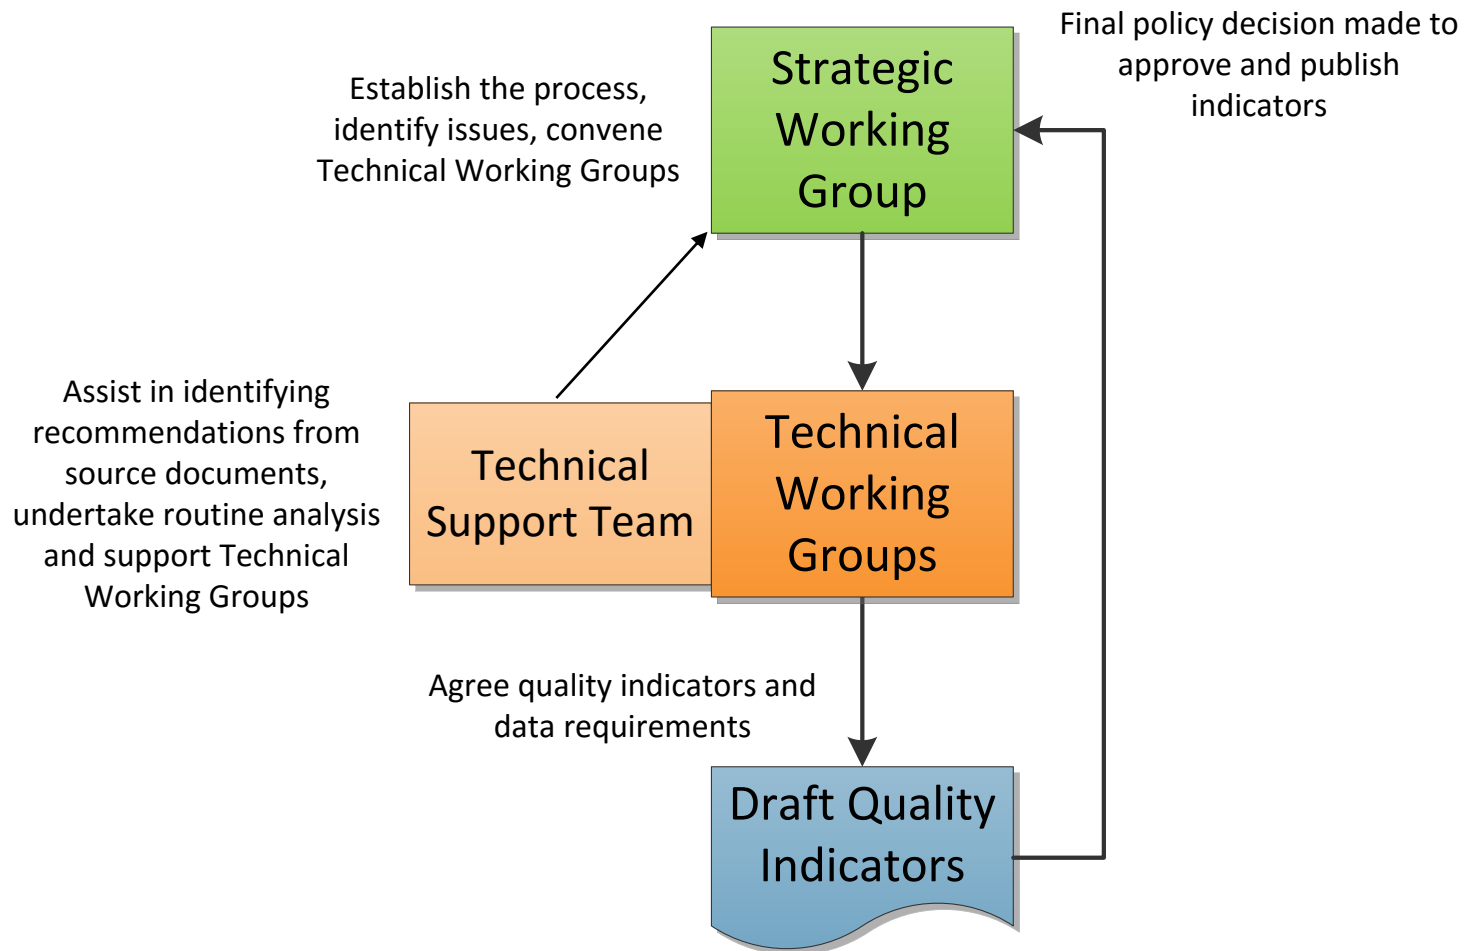 Final policy decision made to
approve and publish
indicators
Strategic
Working
Group
Establish the process,
identify issues, convene
Technical Working Groups
Assist in identifying
recommendations from
source documents,
undertake routine analysis
and support Technical
Working Groups
Technical
Support Team
Technical
Working
Groups
Agree quality indicators and
data requirements
Draft Quality
Indicators